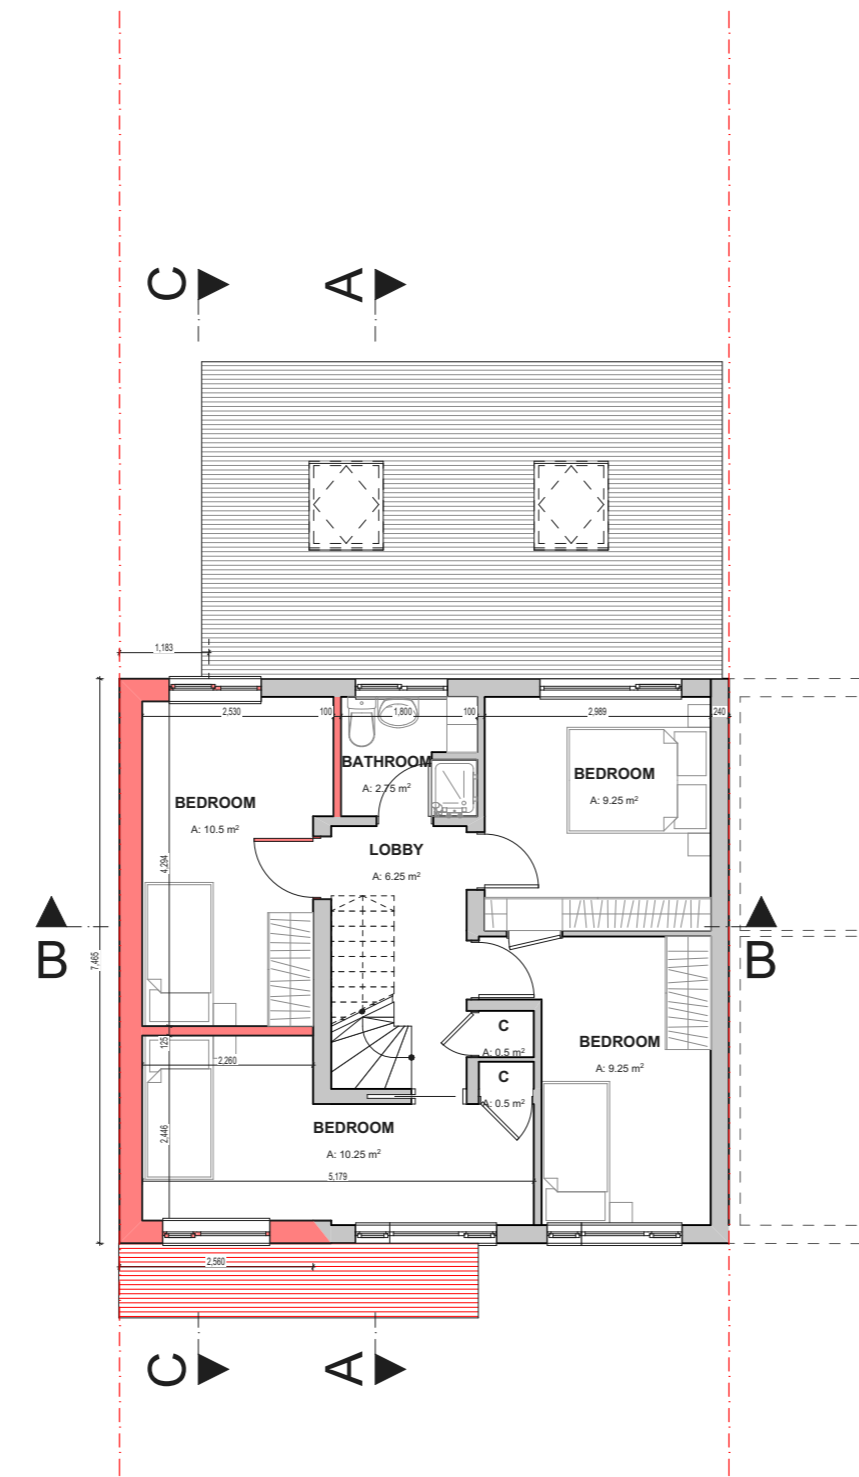 C
A
1,183
2,530
100
1,800
100
2,989
240
BATHROOM
A: 2.75 m²
BEDROOM
A: 9.25 m²
BEDROOM
A: 10.5 m²
LOBBY
A: 6.25 m²
4,294
B
B
7,465
C
A: 0.5 m²
125
2,260
BEDROOM
A: 9.25 m²
C
A: 0.5 m²
BEDROOM
A: 10.25 m²
2,446
5,179
2,560
C
A